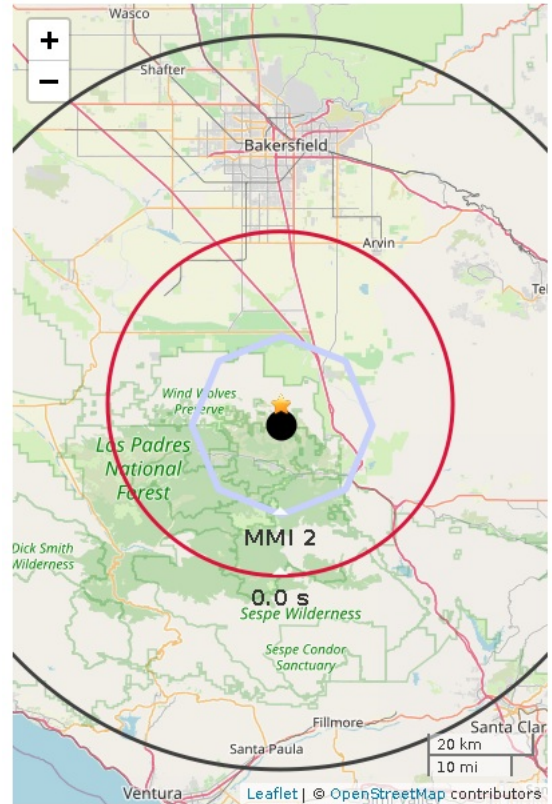 Wasco
+
−
Shafter
Bakersfield
Arvin
Te
Wind Wolves
Preserve
Los Padres
National
Forest
MMI 2
Dick Smith
Wilderness
0.0 s
Sespe Wilderness
Sespe Condor
Sanctuary
Fillmore
Santa Clar
Santa Paula
20 km
10 mi
Ventura
Leaflet | © OpenStreetMap contributors